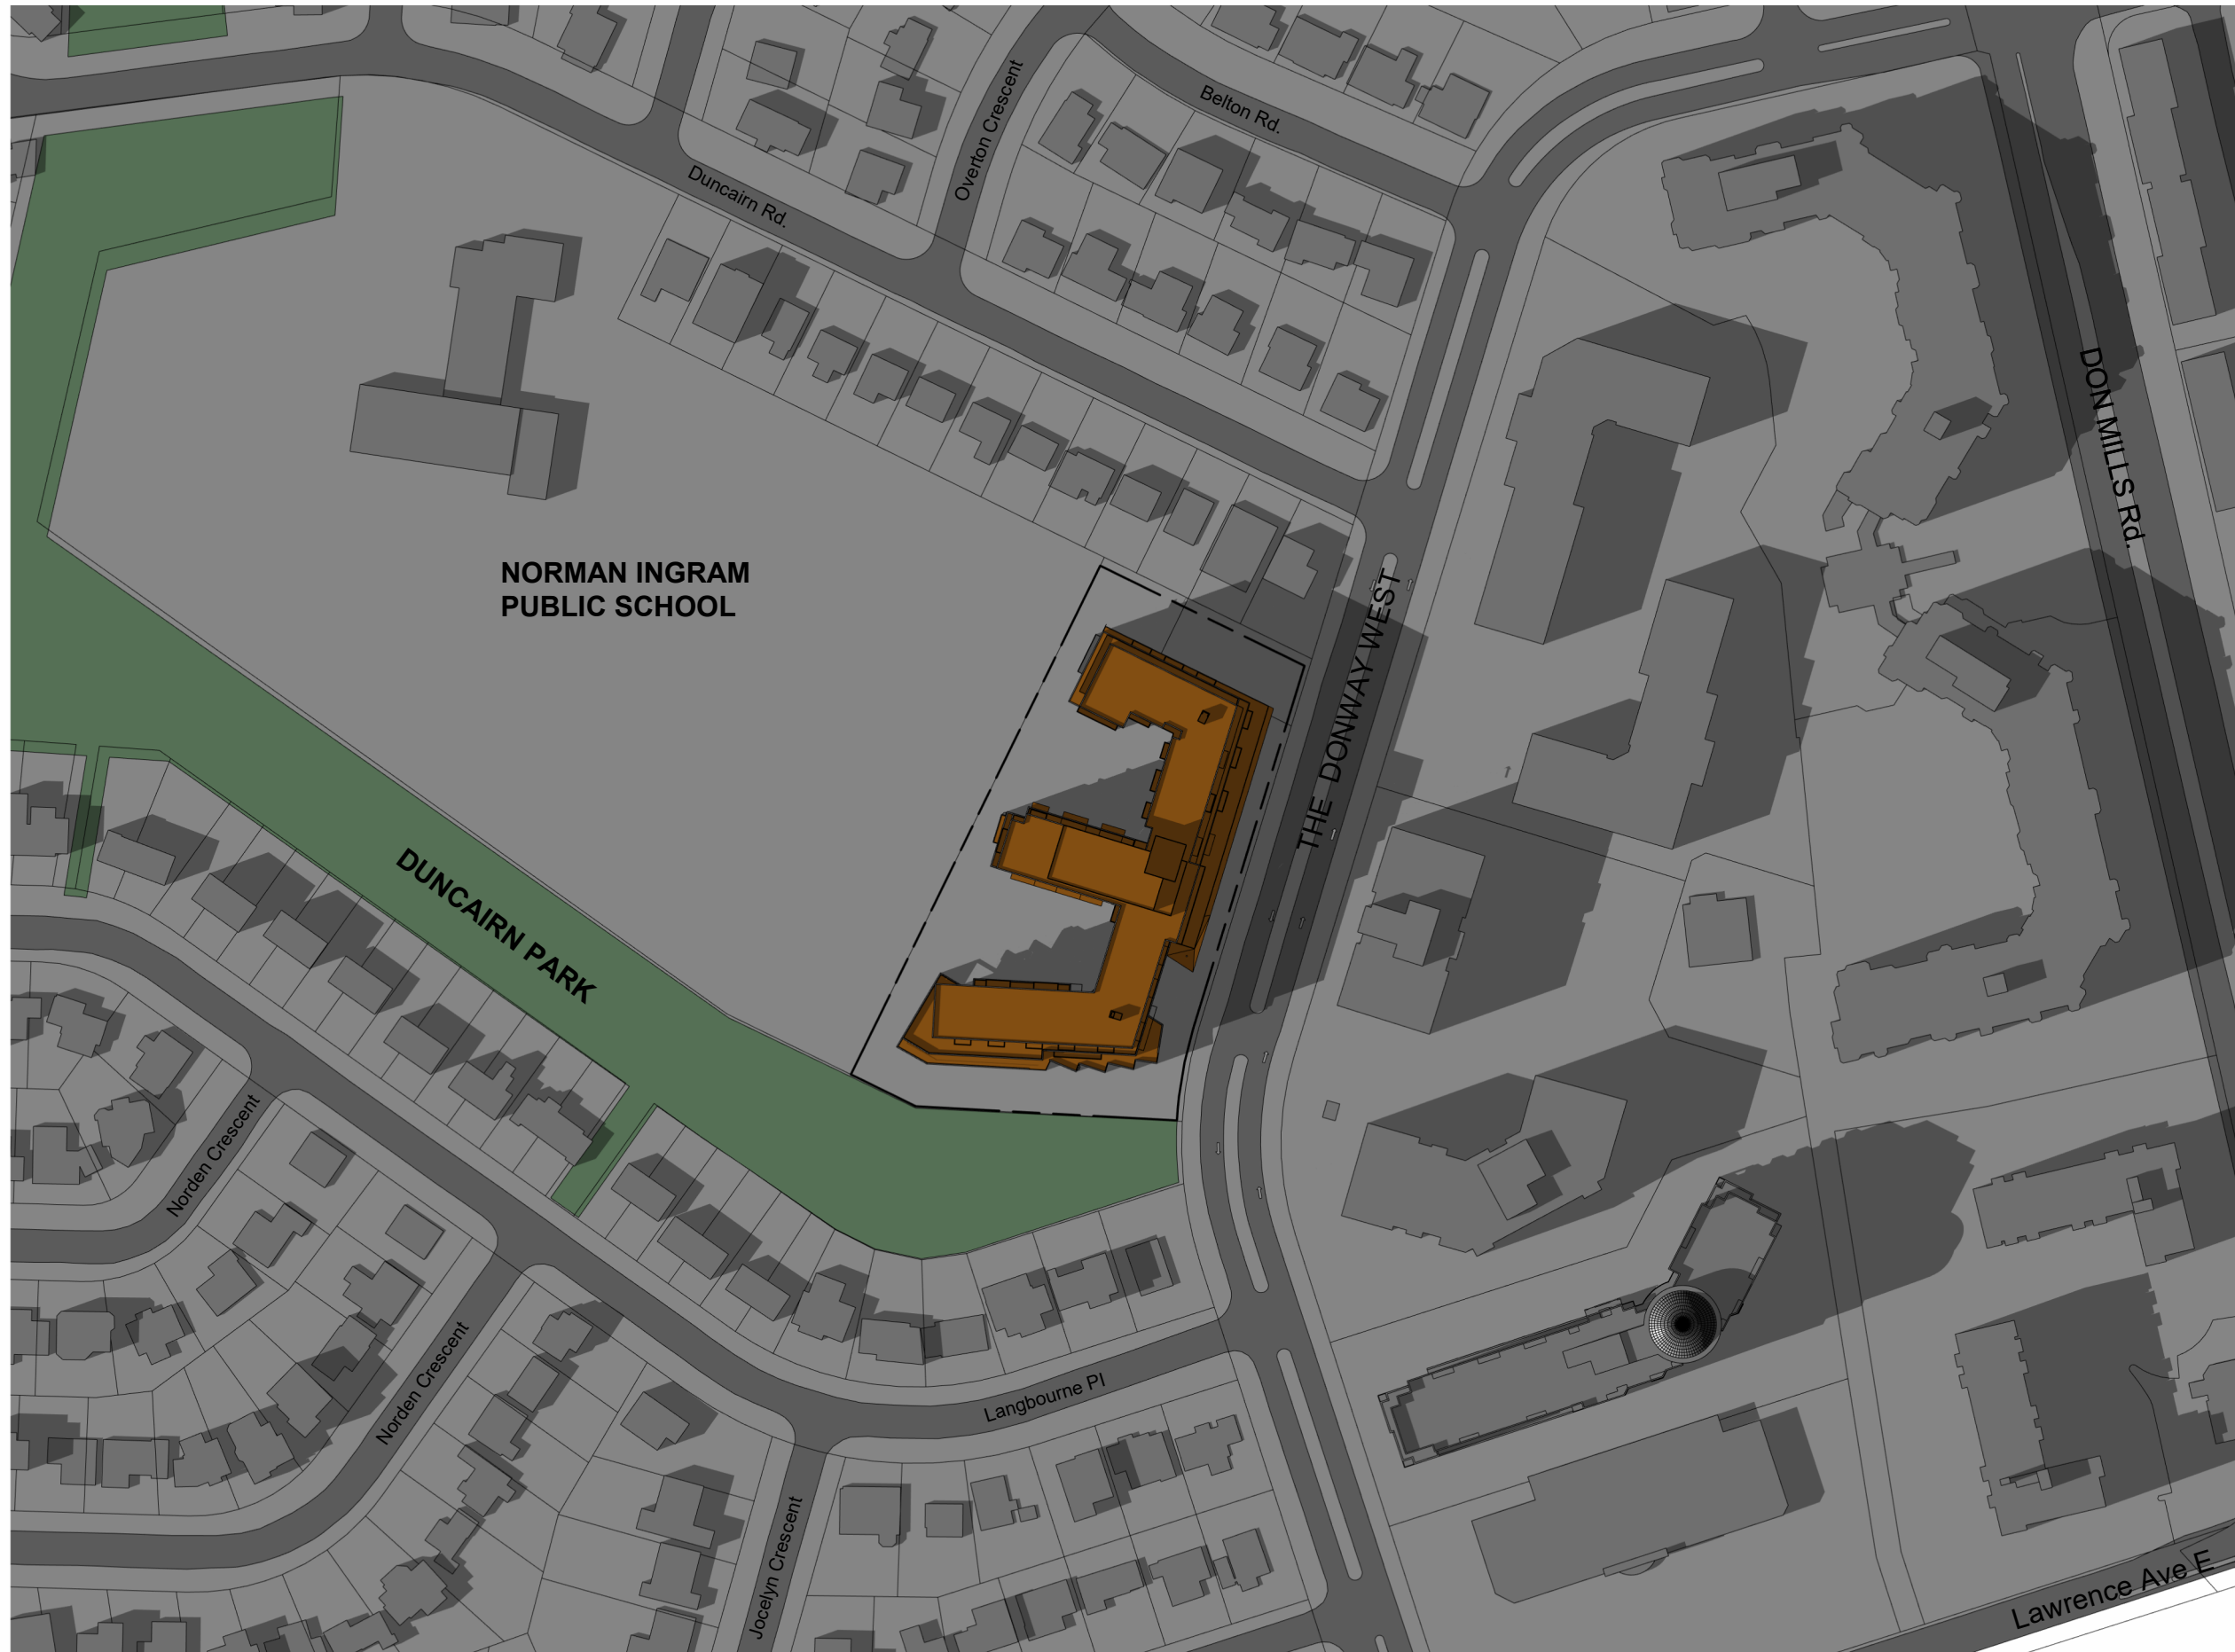 Belton Rd.
Overton Crescent
Duncairn Rd.
DON MILLS Rd.
NORMAN INGRAM
PUBLIC SCHOOL
THE DONWAY WEST
DUNCAIRN PARK
Norden Crescent
Norden Crescent
Langbourne Pl
Jocelyn Crescent
Lawrence Ave E